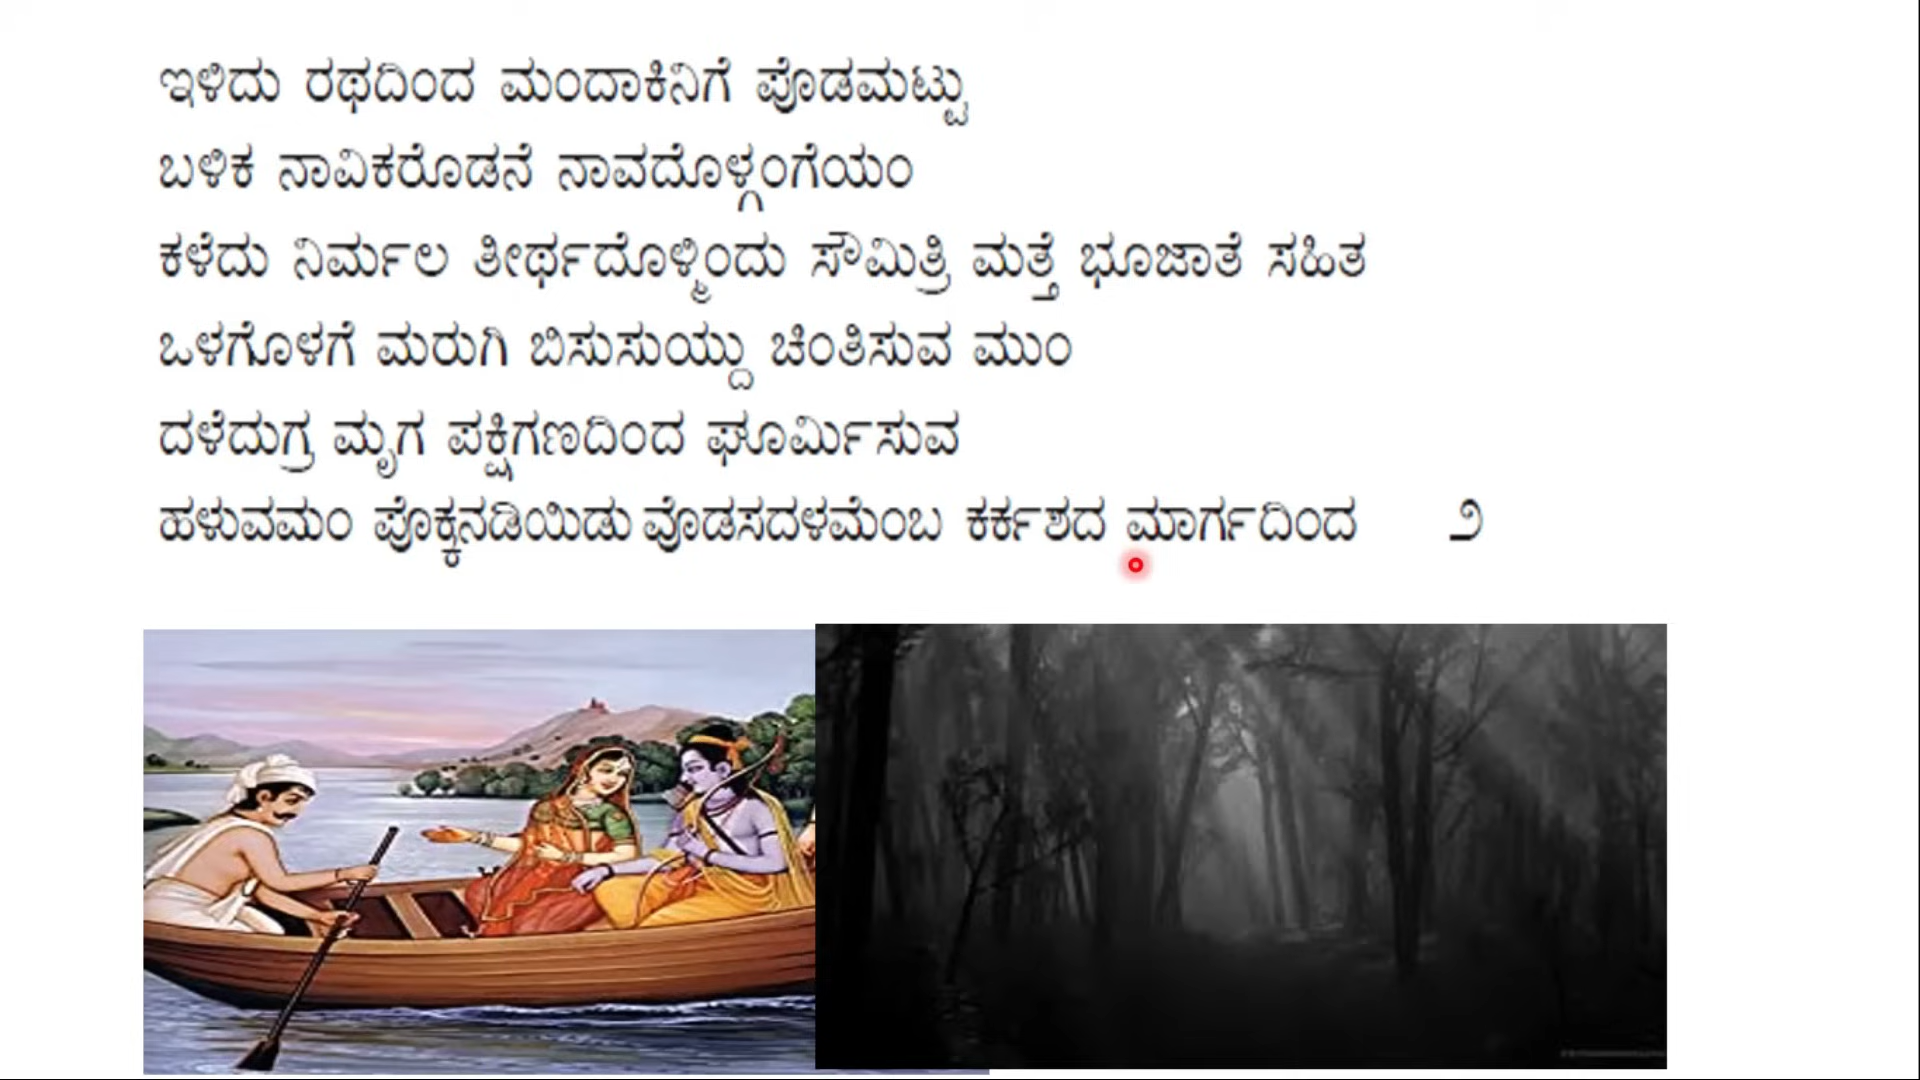 ಇಳಿದು ರಥದಿಂದ ಮಂದಾಕಿನಿಗೆ ಪೊಡಮಟ್ಟು
ಬಳಿಕ ನಾವಿಕರೊಡನೆ ನಾವದೊಳ್ಗಂಗೆಯಂ
ಕಳೆದು ನಿರ್ಮಲ ತೀರ್ಥದೊಳ್ಮಿಂದು ಸೌಮಿತ್ರಿ ಮತ್ತೆ ಭೂಜಾತೆ ಸಹಿತ
ಒಳಗೊಳಗೆ ಮರುಗಿ ಬಿಸುಸುಯ್ದು ಚಿಂತಿಸುವ ಮುಂ
ದಳೆದುಗ್ರ ಮೃಗ ಪಕ್ಷಿಗಣದಿಂದ ಘೂರ್ಮಿಸುವ
ಹಳುವಮಂ ಪೊಕ್ಕನಡಿಯಿಡು ವೊಡಸದಳಮೆಂಬ ಕರ್ಕಶದ ಮಾರ್ಗದಿಂದ ೨